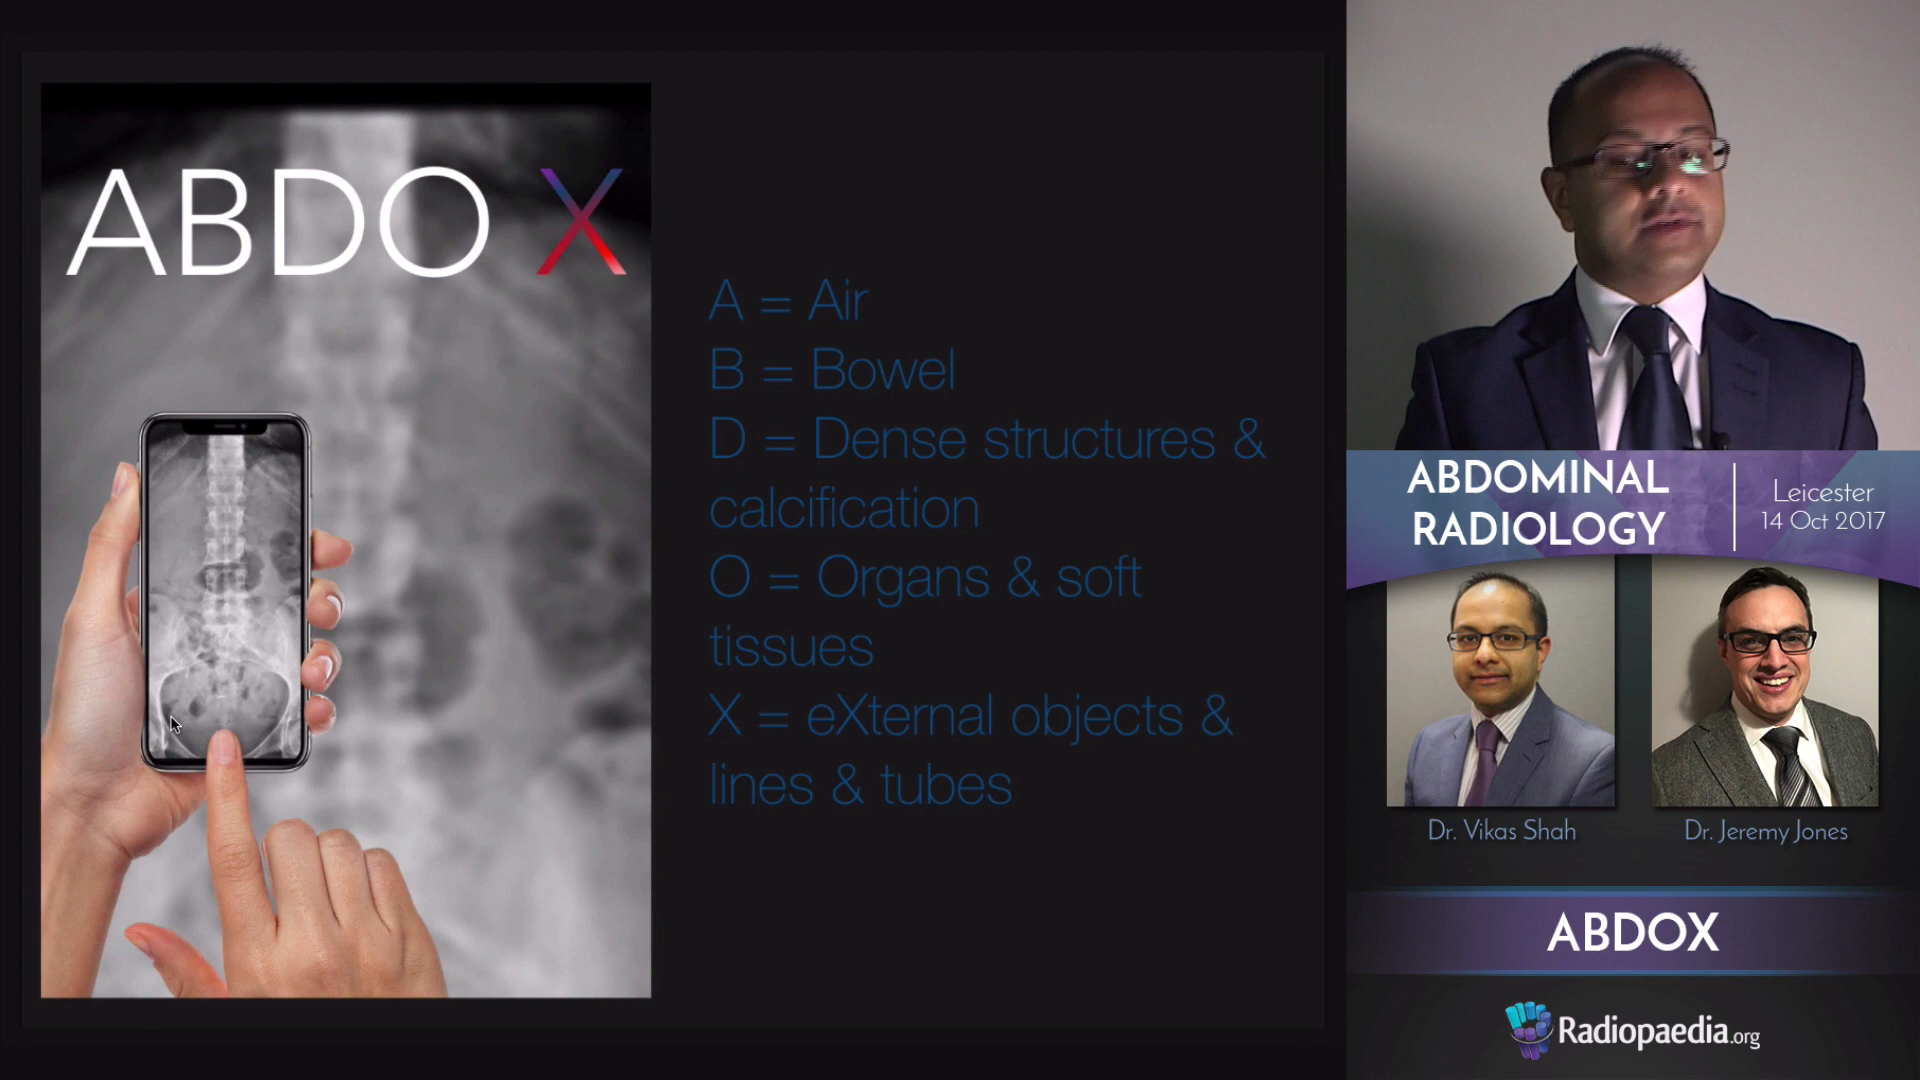 ABDO X
A = Air
B = Bowel
D = Dense structures &
calcification
O = Organs & soft
tissues
X = eXternal objects &
lines & tubes
ABDOMINAL
RADIOLOGY
Leicester
14 Oct 2017
Dr. Vikas Shah
Dr. Jeremy Jones
ABDOX
Radiopaedia.org